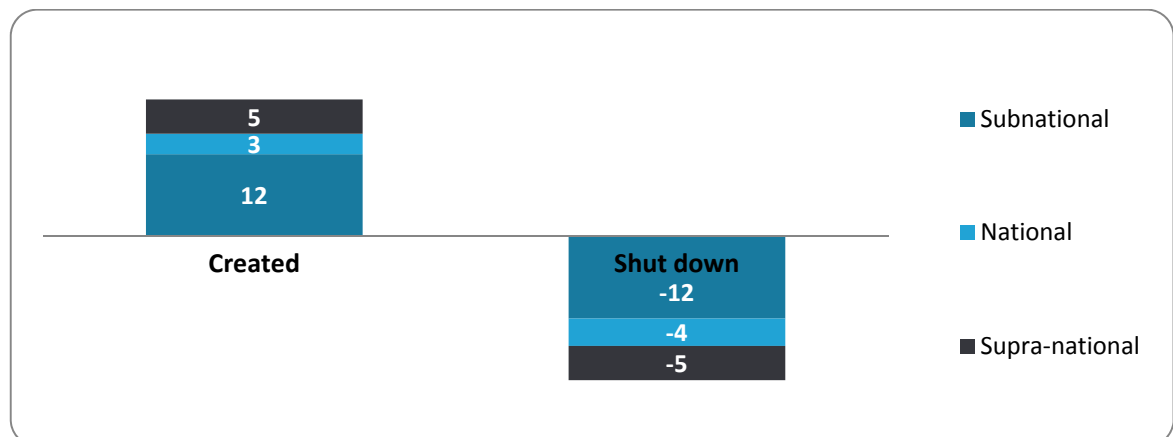 5
3
12
Created
Shut down
-12
-4
-5
Subnational
National
Supra-national